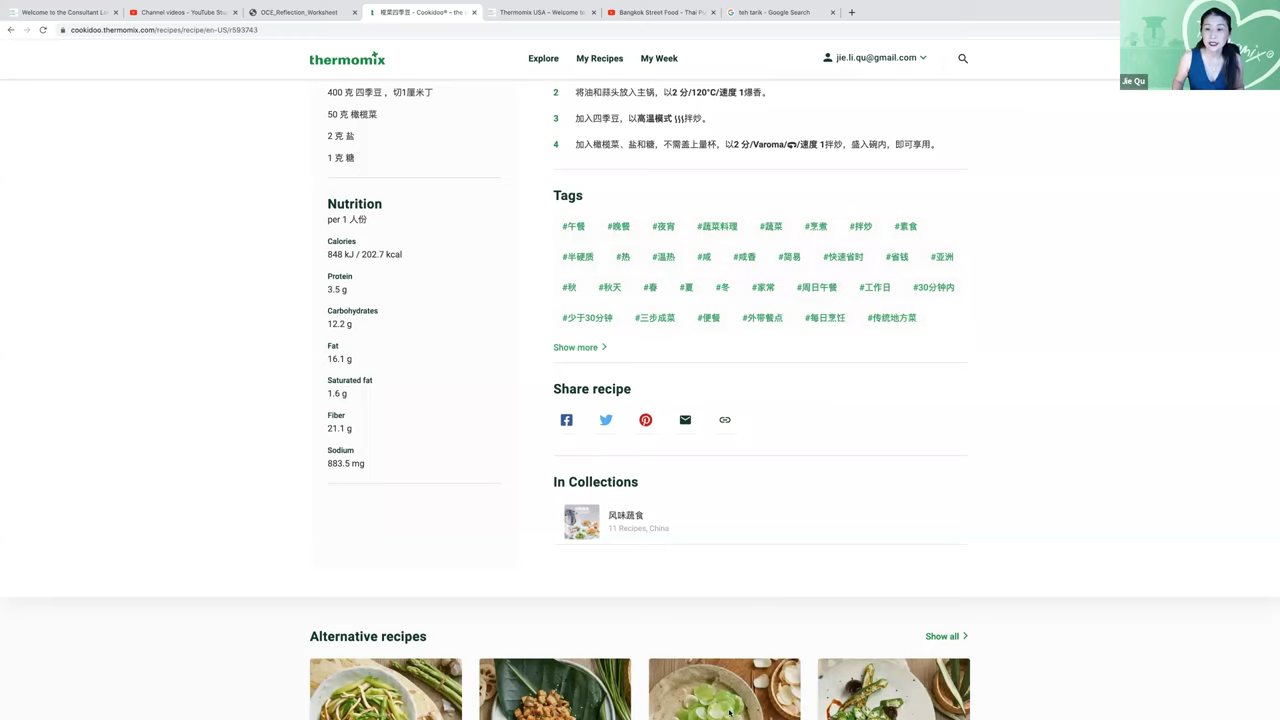 Welcome to the Consultant Lo
Channel videos - YouTube Stu
OCE_Reflection_Worksheet
榄菜四季豆 – Cookidoo® – the o
Thermomix USA – Welcome to
Bangkok Street Food - Thai P
teh tarik - Google Search
cookidoo.thermomix.com/recipes/recipe/en-US/r593743
thermomix
Explore
My Recipes
My Week
jie.li.qu@gmail.com
Jie Qu
400 克 四季豆，切1厘米丁
50 克 橄榄菜
2 克 盐
1 克 糖
Nutrition
per 1 人份
Calories
848 kJ / 202.7 kcal
Protein
3.5 g
Carbohydrates
12.2 g
Fat
16.1 g
Saturated fat
1.6 g
Fiber
21.1 g
Sodium
883.5 mg
2 将油和蒜头放入主锅，以2 分/120°C/速度 1爆香。
3 加入四季豆，以高温模式 拌炒。
4 加入橄榄菜、盐和糖，不需盖上量杯，以2 分/Varoma/ /速度 1拌炒，盛入碗内，即可享用。
Tags
#午餐 #晚餐 #夜宵 #蔬菜料理 #蔬菜 #烹煮 #拌炒 #素食
#半硬质 #热 #温热 #咸 #咸香 #简易 #快速省时 #省钱 #亚洲
#秋 #秋天 #春 #夏 #冬 #家常 #周日午餐 #工作日 #30分钟内
#少于30分钟 #三步成菜 #便餐 #外带餐点 #每日烹饪 #传统地方菜
Show more
Share recipe
In Collections
风味蔬食
11 Recipes, China
Alternative recipes
Show all